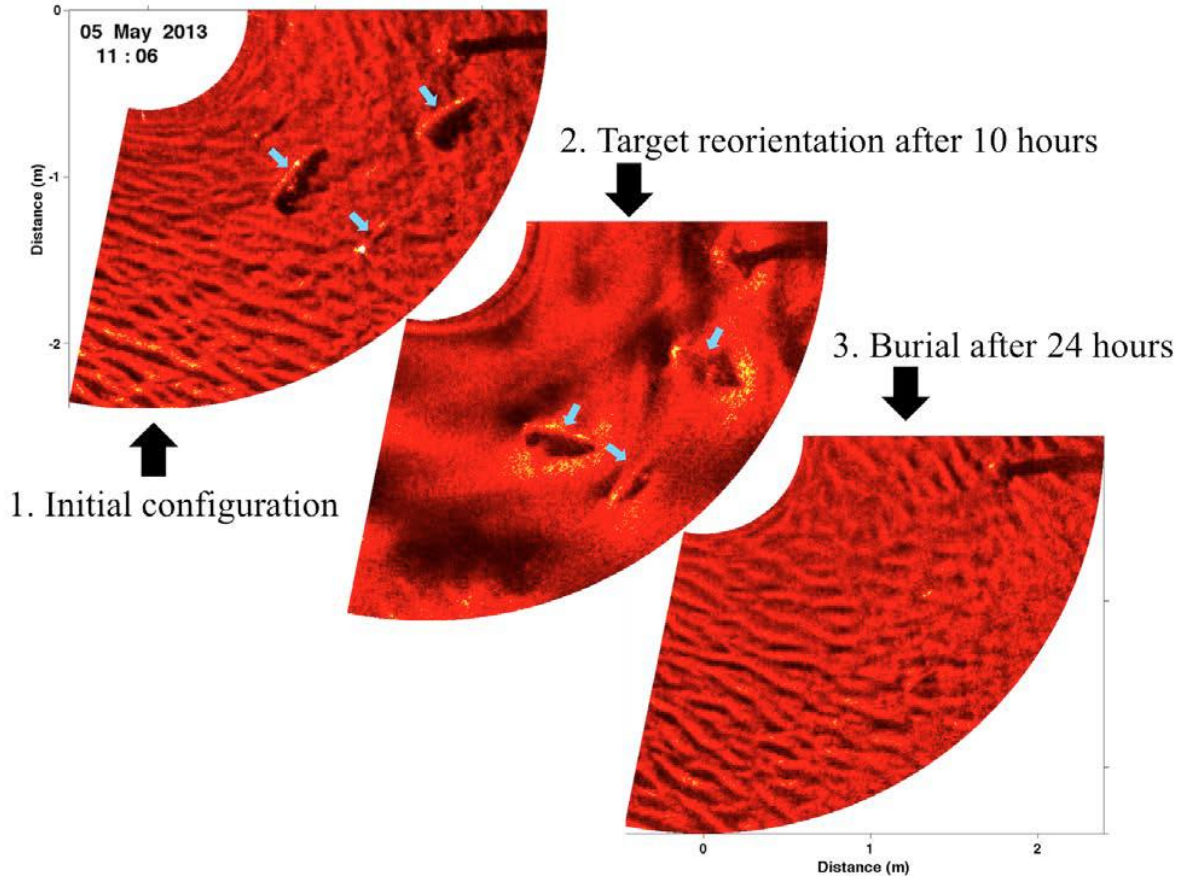 0
05 May 2013
11 : 06
-1
Distance (m)
-2
1. Initial configuration
2. Target reorientation after 10 hours
3. Burial after 24 hours
0
1
2
Distance (m)